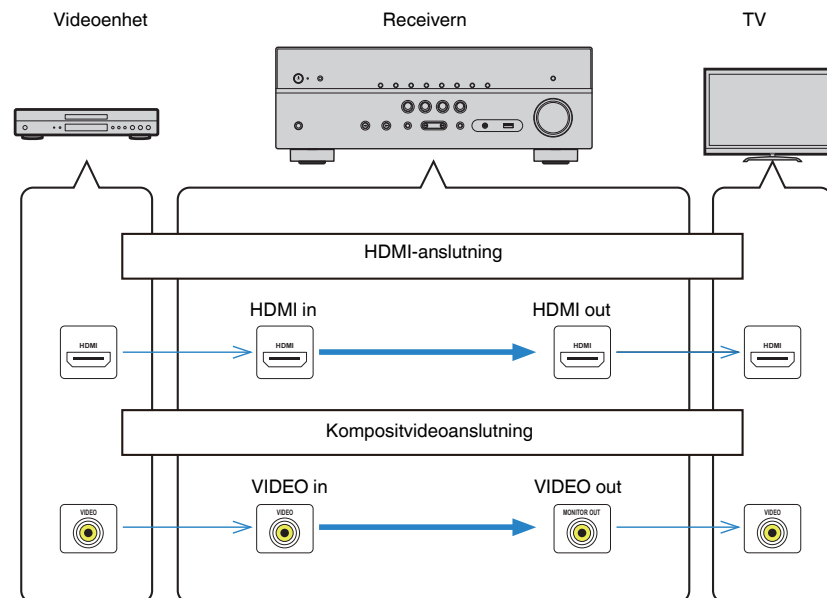 Videoenhet
Receivern
TV
HDMI-anslutning
HDMI in
HDMI out
HDMI
HDMI
HDMI
HDMI
Kompositvideoanslutning
VIDEO in
VIDEO out
VIDEO
VIDEO
MONITOR OUT
VIDEO